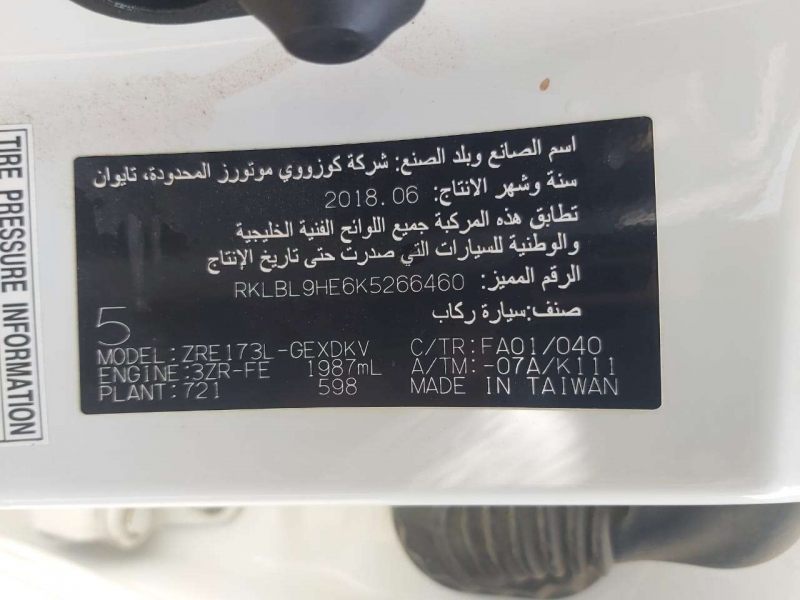 TIRE PRESSURE INFORMATION
اسم الصانع وبلد الصنع: شركة كوزووي موتورز المحدودة، تايوان
سنة وشهر الانتاج: 2018.06
تطابق هذه المركبة جميع اللوائح الفنية الخليجية
والوطنية للسيارات التي صدرت حتى تاريخ الإنتاج
الرقم المميز: RKLBL9HE6K5266460
صنف: سيارة ركاب
5
MODEL:ZRE173L-GEXDKV C/TR:FA01/040
ENGINE:3ZR-FE 1987mL A/TM:-07A/K111
PLANT:721 598 MADE IN TAIWAN